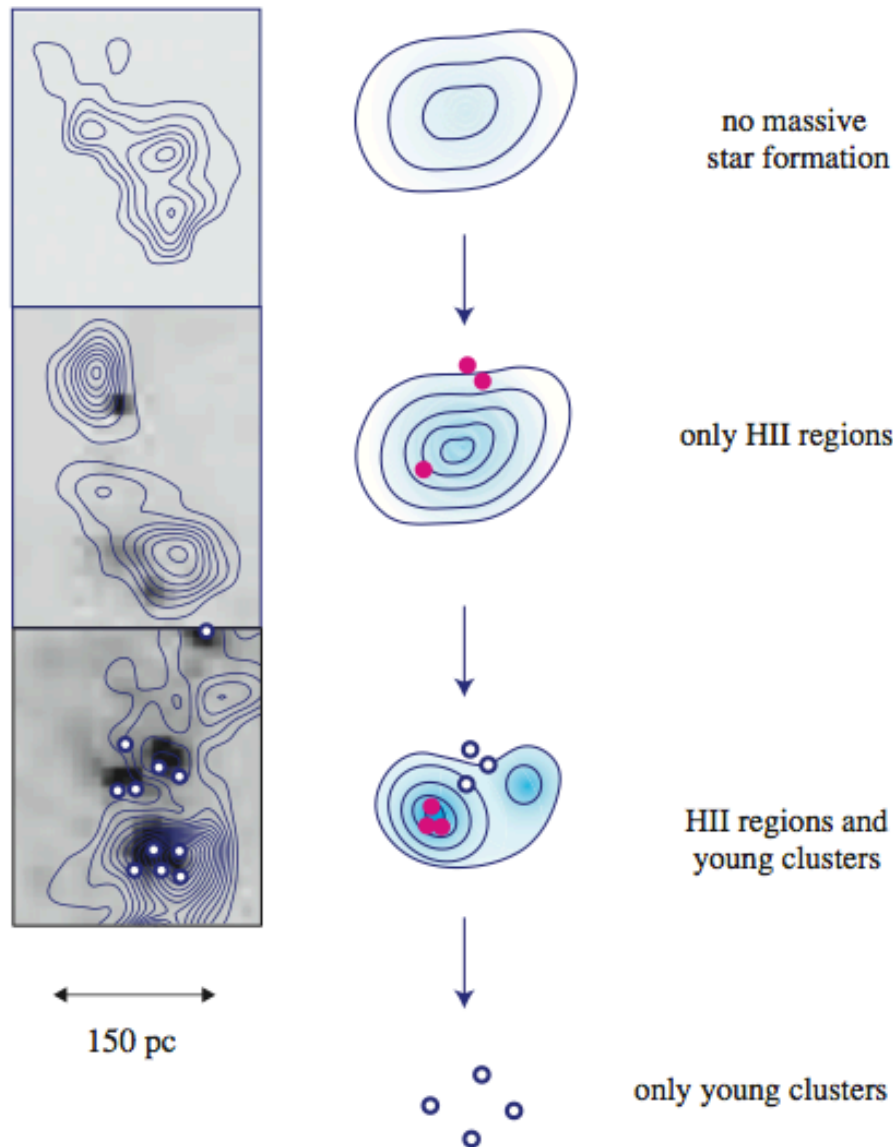 no massive
star formation
only HII regions
HII regions and
young clusters
150 pc
only young clusters